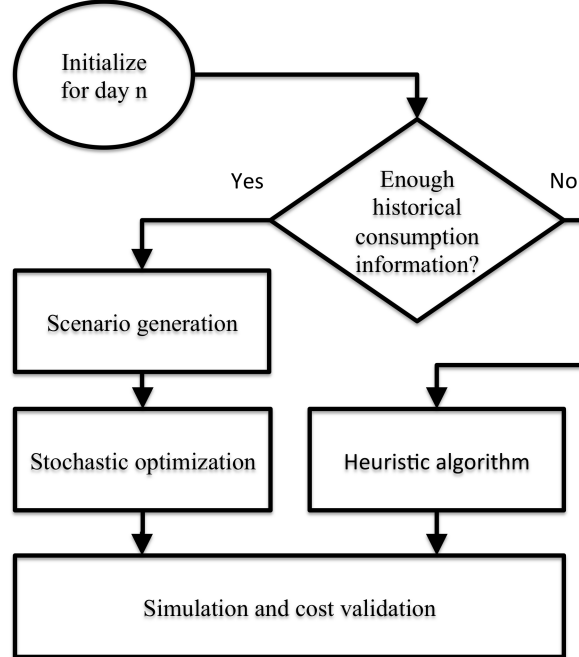 Initialize
for day n
Yes
Enough
historical
consumption
information?
No
Scenario generation
Stochastic optimization
Heuristic algorithm
Simulation and cost validation